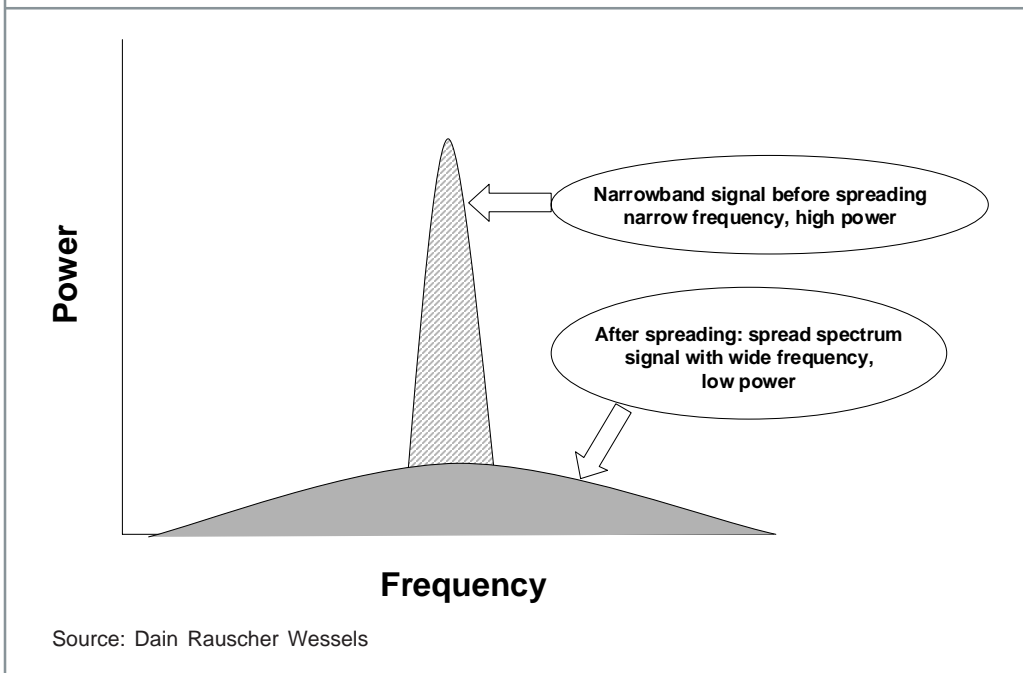 Power
Narrowband signal before spreading
narrow frequency, high power
After spreading: spread spectrum
signal with wide frequency,
low power
Frequency
Source: Dain Rauscher Wessels